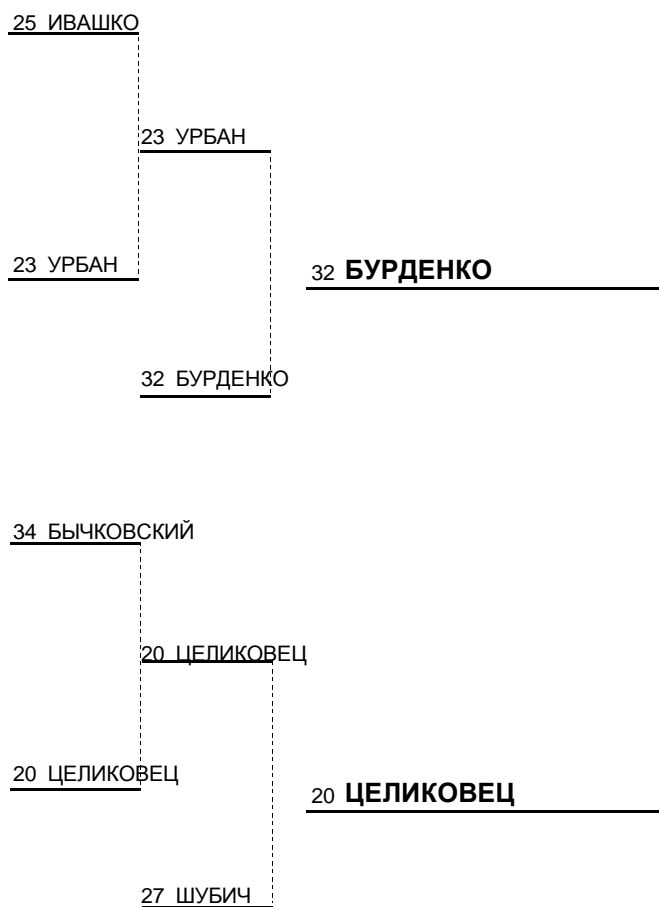 25 ИВАШКО
23 УРБАН
23 УРБАН
32 БУРДЕНКО
32 БУРДЕНКО
34 БЫЧКОВСКИЙ
20 ЦЕЛИКОВЕЦ
20 ЦЕЛИКОВЕЦ
20 ЦЕЛИКОВЕЦ
27 ШУБИЧ